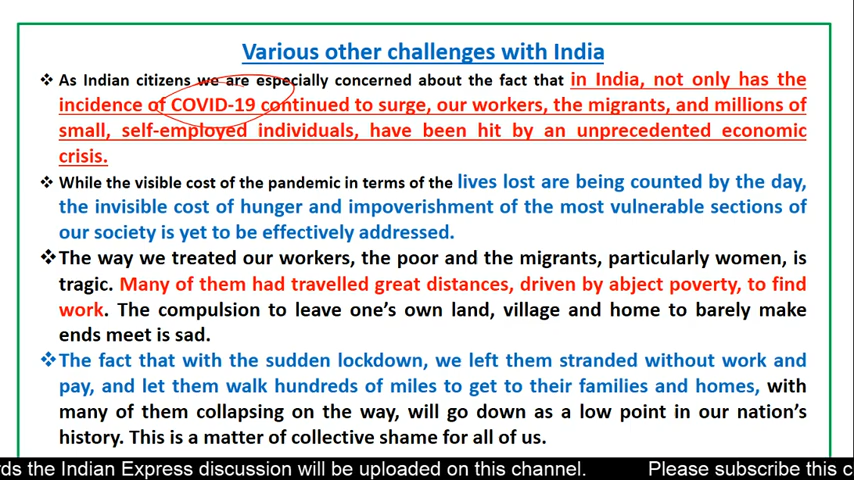 Various other challenges with India
❖ As Indian citizens we are especially concerned about the fact that in India, not only has the
incidence of COVID-19 continued to surge, our workers, the migrants, and millions of
small, self-employed individuals, have been hit by an unprecedented economic
crisis.
❖ While the visible cost of the pandemic in terms of the lives lost are being counted by the day,
the invisible cost of hunger and impoverishment of the most vulnerable sections of
our society is yet to be effectively addressed.
❖ The way we treated our workers, the poor and the migrants, particularly women, is
tragic. Many of them had travelled great distances, driven by abject poverty, to find
work. The compulsion to leave one's own land, village and home to barely make
ends meet is sad.
❖ The fact that with the sudden lockdown, we left them stranded without work and
pay, and let them walk hundreds of miles to get to their families and homes, with
many of them collapsing on the way, will go down as a low point in our nation's
history. This is a matter of collective shame for all of us.
the Indian Express discussion will be uploaded on this channel. Please subscribe this